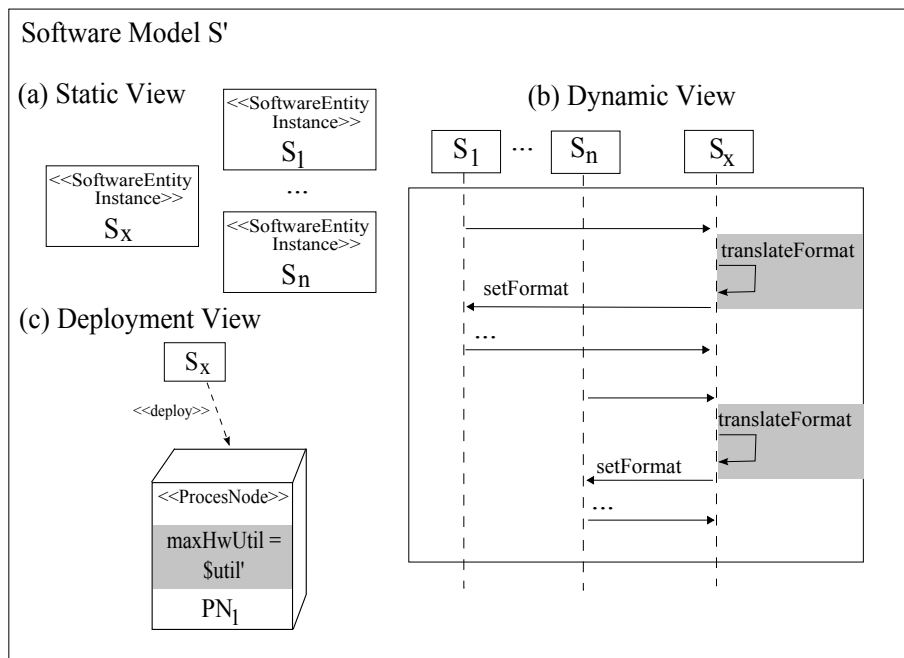 Software Model S'
(a) Static View
<<SoftwareEntity
Instance>>
S1
...
<<SoftwareEntity
Instance>>
Sx
<<SoftwareEntity
Instance>>
Sn
(b) Dynamic View
S1 ... Sn Sx
translateFormat
setFormat
...
translateFormat
setFormat
...
(c) Deployment View
Sx
<<deploy>>
<<ProcesNode>>
maxHwUtil =
$util'
PN1